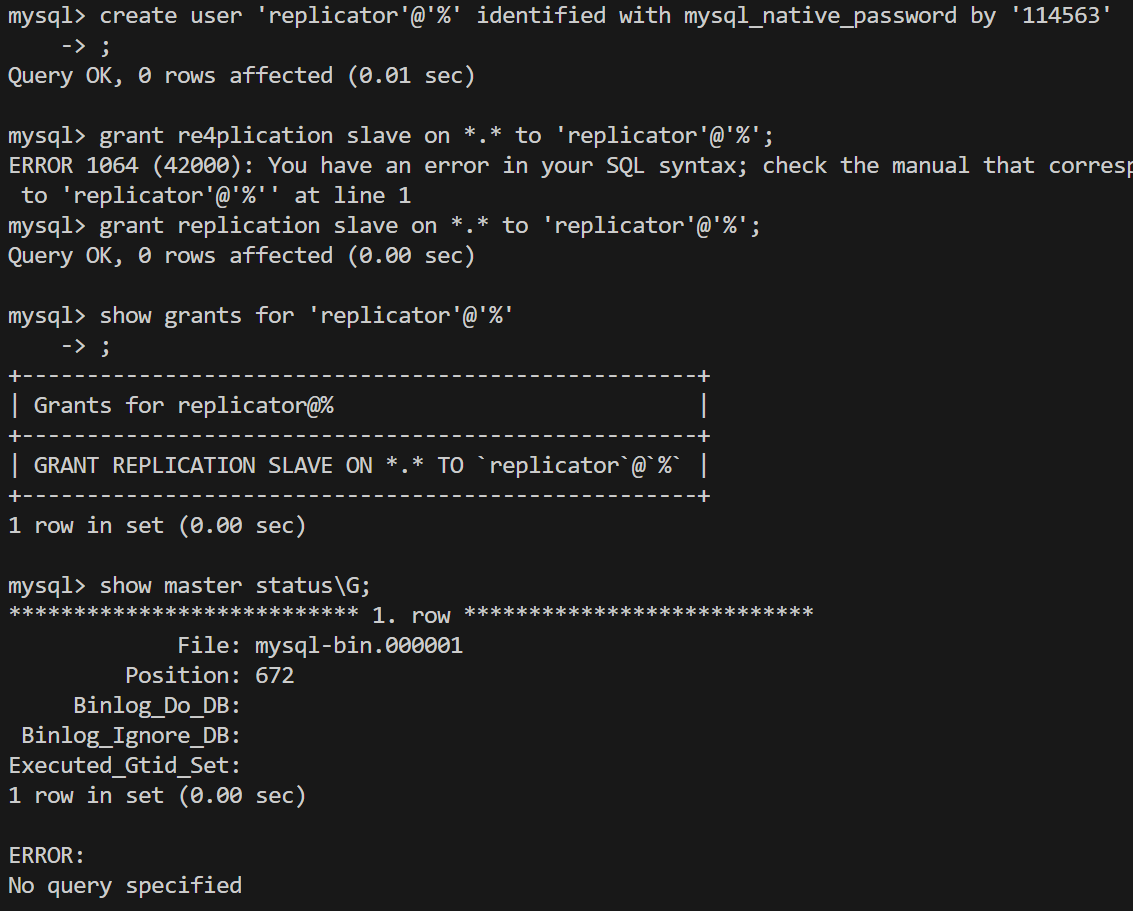 mysql> create user 'replicator'@'%' identified with mysql_native_password by '114563'
    -> ;
Query OK, 0 rows affected (0.01 sec)
mysql> grant re4plication slave on *.* to 'replicator'@'%';
ERROR 1064 (42000): You have an error in your SQL syntax; check the manual that corresp
 to 'replicator'@'%'' at line 1
mysql> grant replication slave on *.* to 'replicator'@'%';
Query OK, 0 rows affected (0.00 sec)
mysql> show grants for 'replicator'@'%'
    -> ;
+-----------------------------------------------------+
| Grants for replicator@%                             |
+-----------------------------------------------------+
| GRANT REPLICATION SLAVE ON *.* TO `replicator`@`%` |
+-----------------------------------------------------+
1 row in set (0.00 sec)
mysql> show master status\G;
*************************** 1. row ***************************
             File: mysql-bin.000001
         Position: 672
     Binlog_Do_DB:
 Binlog_Ignore_DB:
Executed_Gtid_Set:
1 row in set (0.00 sec)
ERROR:
No query specified